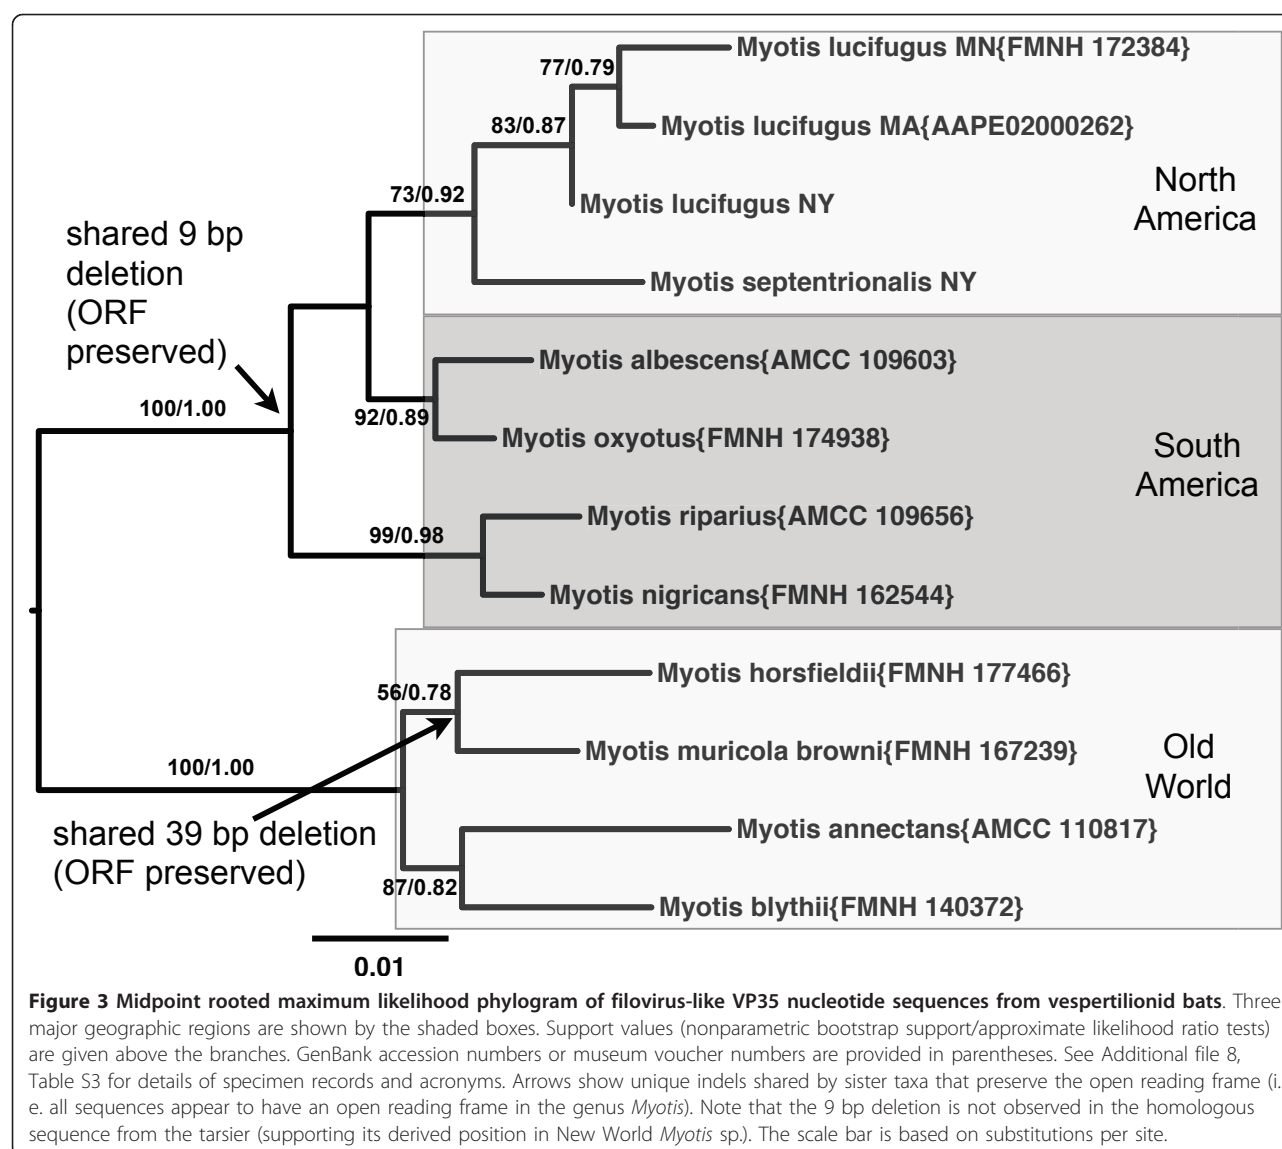 Myotis lucifugus MN{FMNH 172384}
77/0.79
Myotis lucifugus MA{AAPE02000262}
83/0.87
North
America
73/0.92
Myotis lucifugus NY
shared 9 bp
deletion
(ORF
preserved)
Myotis septentrionalis NY
Myotis albescens{AMCC 109603}
100/1.00
92/0.89
Myotis oxyotus{FMNH 174938}
South
America
Myotis riparius{AMCC 109656}
99/0.98
Myotis nigricans{FMNH 162544}
Myotis horsfieldii{FMNH 177466}
56/0.78
Myotis muricola browni{FMNH 167239}
Old
World
100/1.00
shared 39 bp deletion
(ORF preserved)
Myotis annectans{AMCC 110817}
87/0.82
Myotis blythii{FMNH 140372}
0.01
Figure 3 Midpoint rooted maximum likelihood phylogram of filovirus-like VP35 nucleotide sequences from vespertilionid bats. Three
major geographic regions are shown by the shaded boxes. Support values (nonparametric bootstrap support/approximate likelihood ratio tests)
are given above the branches. GenBank accession numbers or museum voucher numbers are provided in parentheses. See Additional file 8,
Table S3 for details of specimen records and acronyms. Arrows show unique indels shared by sister taxa that preserve the open reading frame (i.
e. all sequences appear to have an open reading frame in the genus Myotis). Note that the 9 bp deletion is not observed in the homologous
sequence from the tarsier (supporting its derived position in New World Myotis sp.). The scale bar is based on substitutions per site.